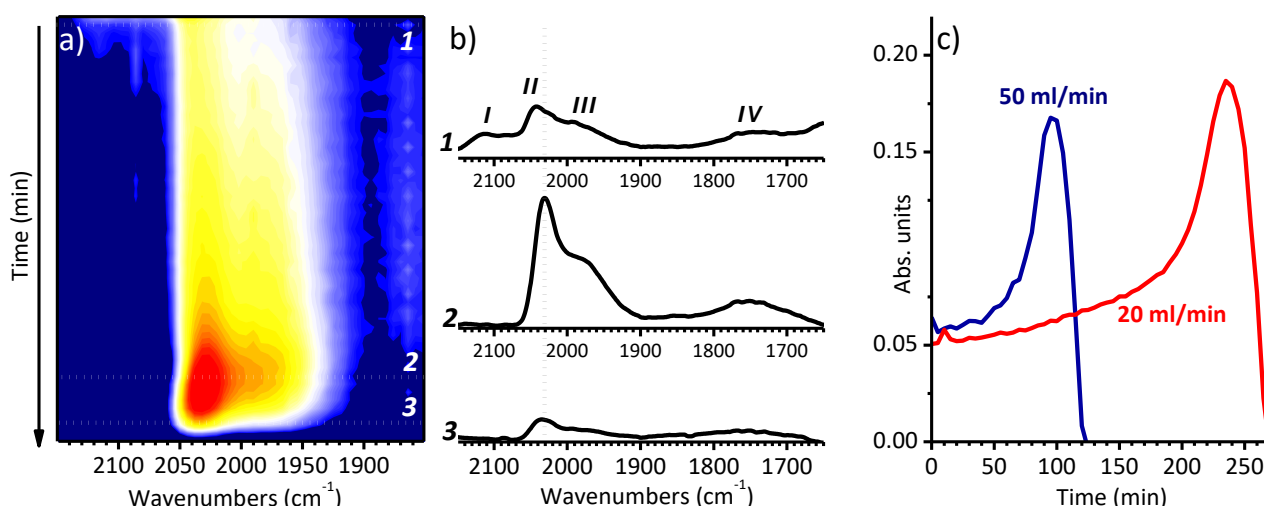 a)
1
2
3
Time (min)
2100 2050 2000 1950 1900
Wavenumbers (cm-1)
b)
I
II
III
IV
1
2100 2000 1900 1800 1700
2
2100 2000 1900 1800 1700
3
2100 2000 1900 1800 1700
Wavenumbers (cm-1)
c)
50 ml/min
20 ml/min
Abs. units
0.20
0.15
0.05
0.00
0 50 100 150 200 250
Time (min)